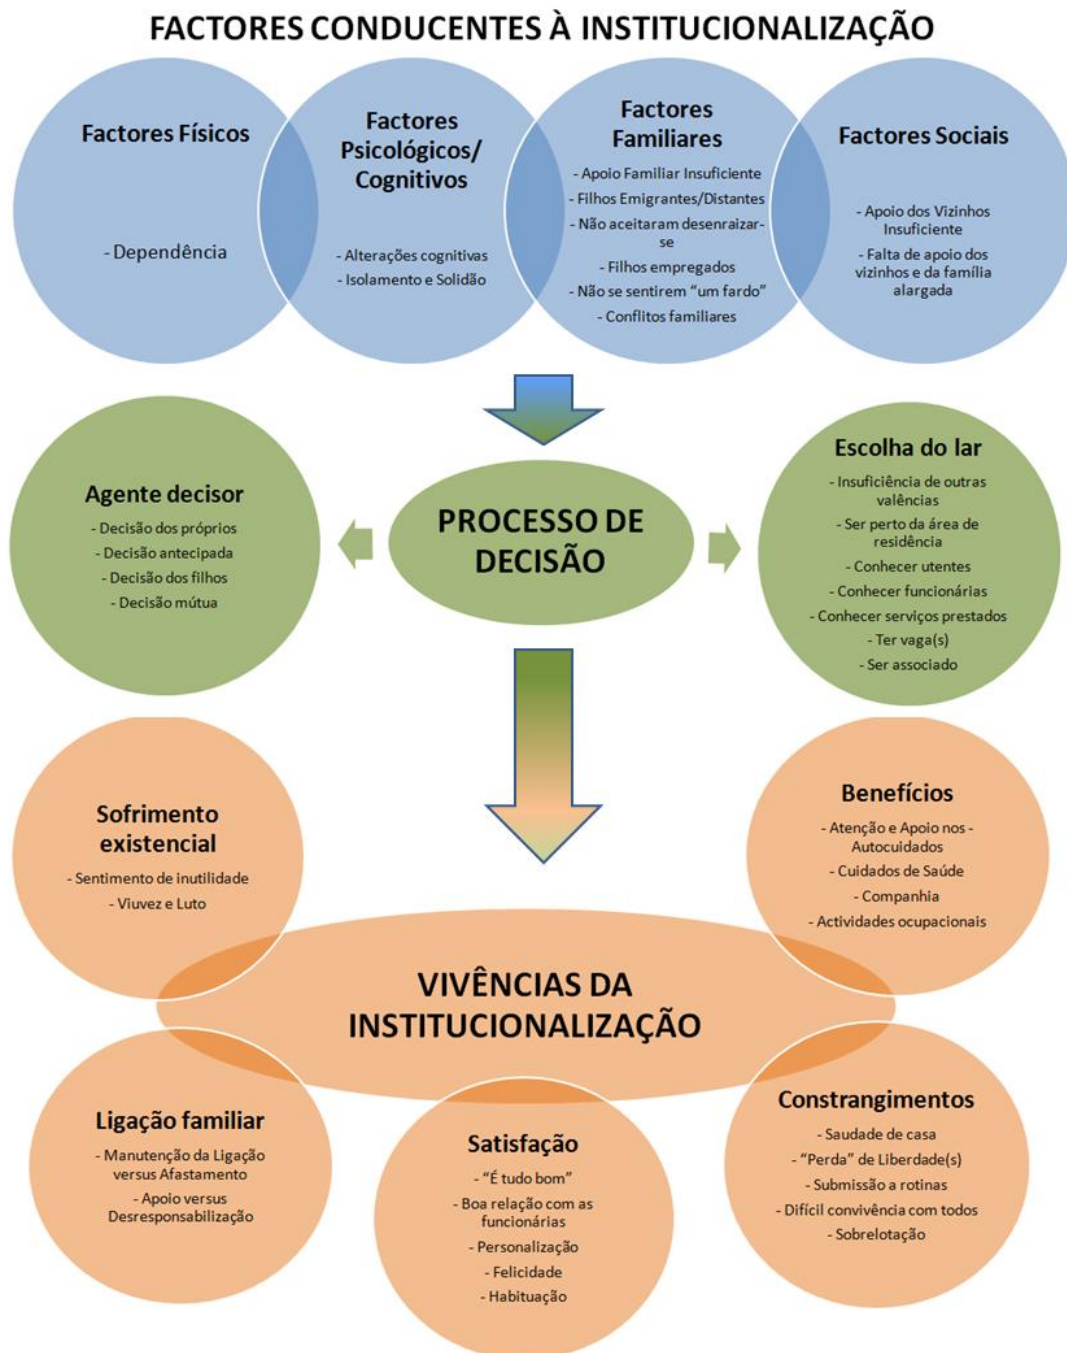 FACTORES CONDUCENTES À INSTITUCIONALIZAÇÃO
Factores Físicos
- Dependência
Factores
Psicológicos/
Cognitivos
- Alterações cognitivas
- Isolamento e Solidão
Factores
Familiares
- Apoio Familiar Insuficiente
- Filhos Emigrantes/Distantes
- Não aceitaram desenraizar-
se
- Filhos empregados
- Não se sentirem “um fardo”
- Conflitos familiares
Factores Sociais
- Apoio dos Vizinhos
Insuficiente
- Falta de apoio dos
vizinhos e da família
alargada
Agente decisor
- Decisão dos próprios
- Decisão antecipada
- Decisão dos filhos
- Decisão mútua
PROCESSO DE
DECISÃO
Escolha do lar
- Insuficiência de outras
valências
- Ser perto da área de
residência
- Conhecer utentes
- Conhecer funcionárias
- Conhecer serviços prestados
- Ter vaga(s)
- Ser associado
Sofrimento
existencial
- Sentimento de inutilidade
- Viuvez e Luto
Benefícios
- Atenção e Apoio nos -
Autocuidados
- Cuidados de Saúde
- Companhia
- Actividades ocupacionais
VIVÊNCIAS DA
INSTITUCIONALIZAÇÃO
Ligação familiar
- Manutenção da Ligação
versus Afastamento
- Apoio versus
Desresponsabilização
Satisfação
- “É tudo bom”
- Boa relação com as
funcionárias
- Personalização
- Felicidade
- Habituação
Constrangimentos
- Saudade de casa
- “Perda” de Liberdade(s)
- Submissão a rotinas
- Difícil convivência com todos
- Sobrelotação